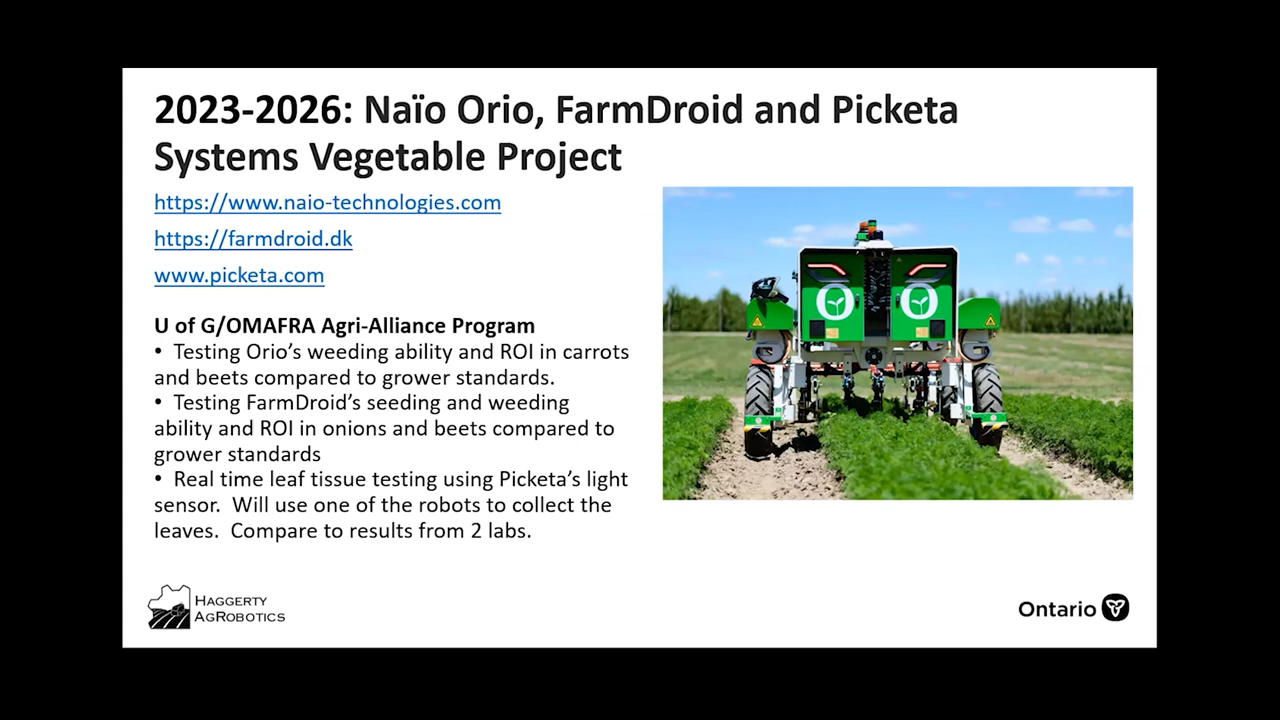 2023-2026: Naïo Orio, FarmDroid and Picketa
Systems Vegetable Project
https://www.naio-technologies.com
https://farmdroid.dk
www.picketa.com
U of G/OMAFRA Agri-Alliance Program
• Testing Orio's weeding ability and ROI in carrots
and beets compared to grower standards.
• Testing FarmDroid's seeding and weeding
ability and ROI in onions and beets compared to
grower standards
• Real time leaf tissue testing using Picketa's light
sensor.  Will use one of the robots to collect the
leaves.  Compare to results from 2 labs.
HAGGERTY
AGROBOTICS
Ontario